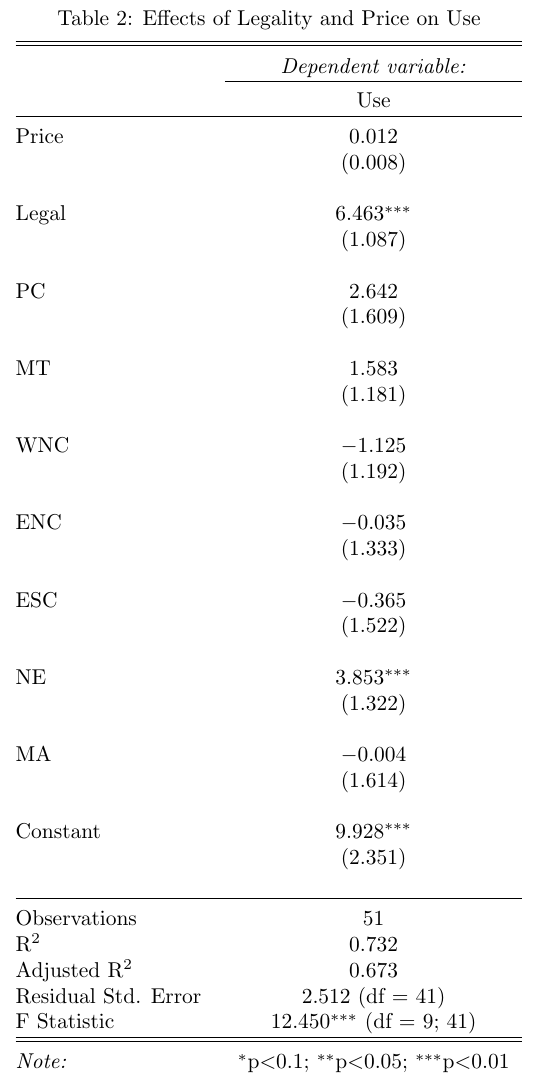 Table 2: Effects of Legality and Price on Use
Dependent variable:
Use
Price 0.012
(0.008)
Legal 6.463***
(1.087)
PC 2.642
(1.609)
MT 1.583
(1.181)
WNC −1.125
(1.192)
ENC −0.035
(1.333)
ESC −0.365
(1.522)
NE 3.853***
(1.322)
MA −0.004
(1.614)
Constant 9.928***
(2.351)
Observations 51
R² 0.732
Adjusted R² 0.673
Residual Std. Error 2.512 (df = 41)
F Statistic 12.450*** (df = 9; 41)
Note: *p<0.1; **p<0.05; ***p<0.01